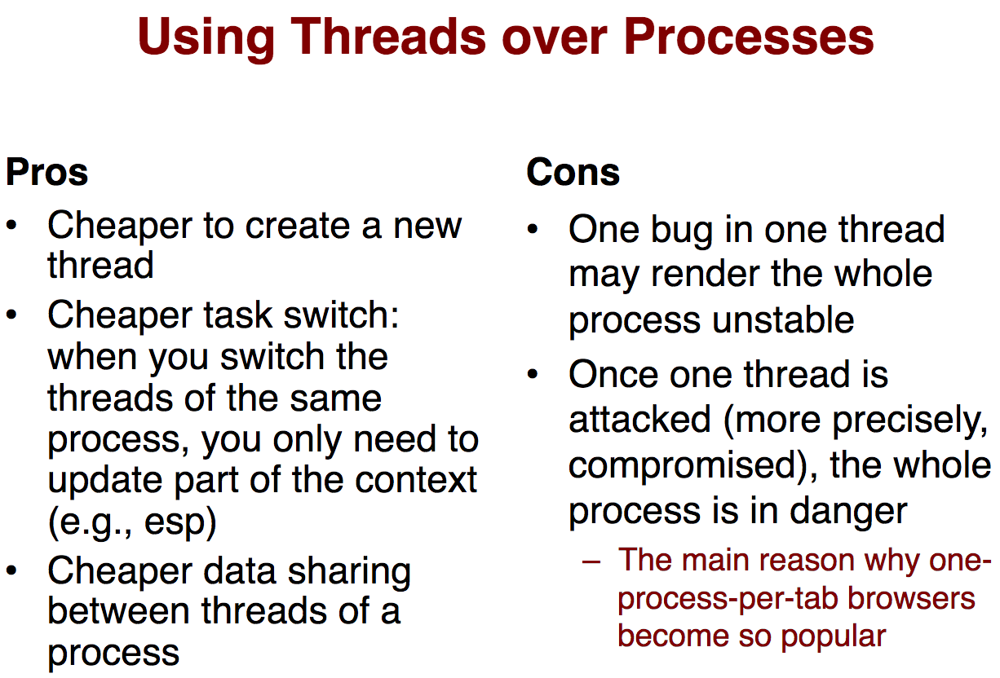 Using Threads over Processes
Pros
• Cheaper to create a new
thread
• Cheaper task switch:
when you switch the
threads of the same
process, you only need to
update part of the context
(e.g., esp)
• Cheaper data sharing
between threads of a
process
Cons
• One bug in one thread
may render the whole
process unstable
• Once one thread is
attacked (more precisely,
compromised), the whole
process is in danger
– The main reason why one-
process-per-tab browsers
become so popular